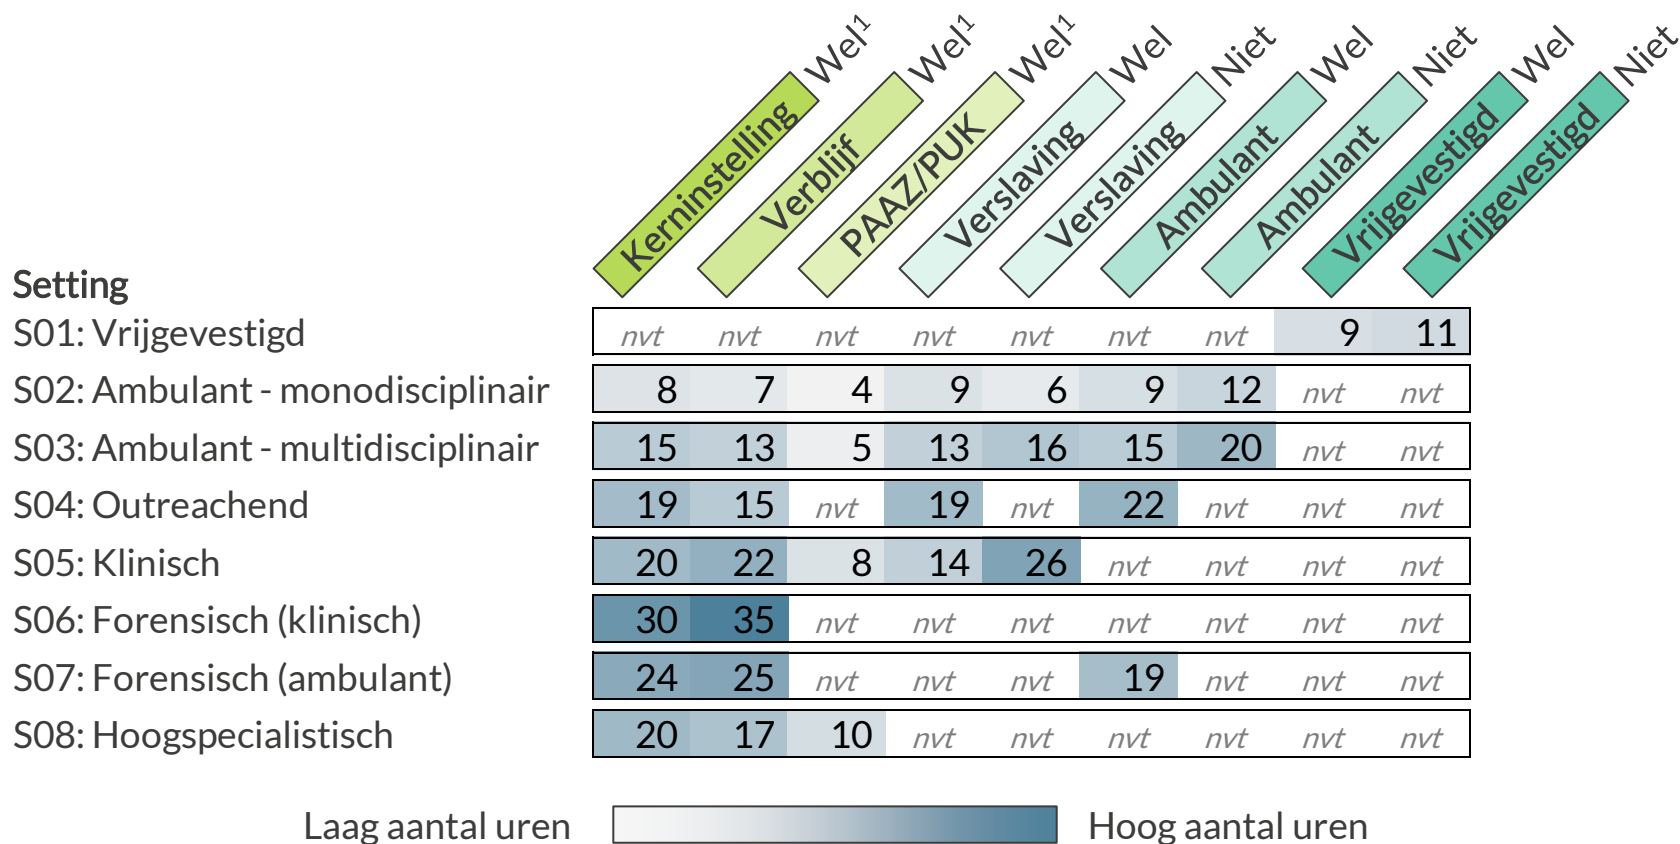 Kerninstelling Wel¹
Verblijf Wel¹
PAAZ/PUK Wel¹
Verslaving Wel
Verslaving Niet
Ambulant Wel
Ambulant Niet
Vrijgevestigd Wel
Vrijgevestigd Niet
Setting
S01: Vrijgevestigd nvt nvt nvt nvt nvt nvt nvt 9 11
S02: Ambulant - monodisciplinair 8 7 4 9 6 9 12 nvt nvt
S03: Ambulant - multidisciplinair 15 13 5 13 16 15 20 nvt nvt
S04: Outreachend 19 15 nvt 19 nvt 22 nvt nvt nvt
S05: Klinisch 20 22 8 14 26 nvt nvt nvt nvt
S06: Forensisch (klinisch) 30 35 nvt nvt nvt nvt nvt nvt nvt
S07: Forensisch (ambulant) 24 25 nvt nvt nvt 19 nvt nvt nvt
S08: Hoogspecialistisch 20 17 10 nvt nvt nvt nvt nvt nvt
Laag aantal uren Hoog aantal uren